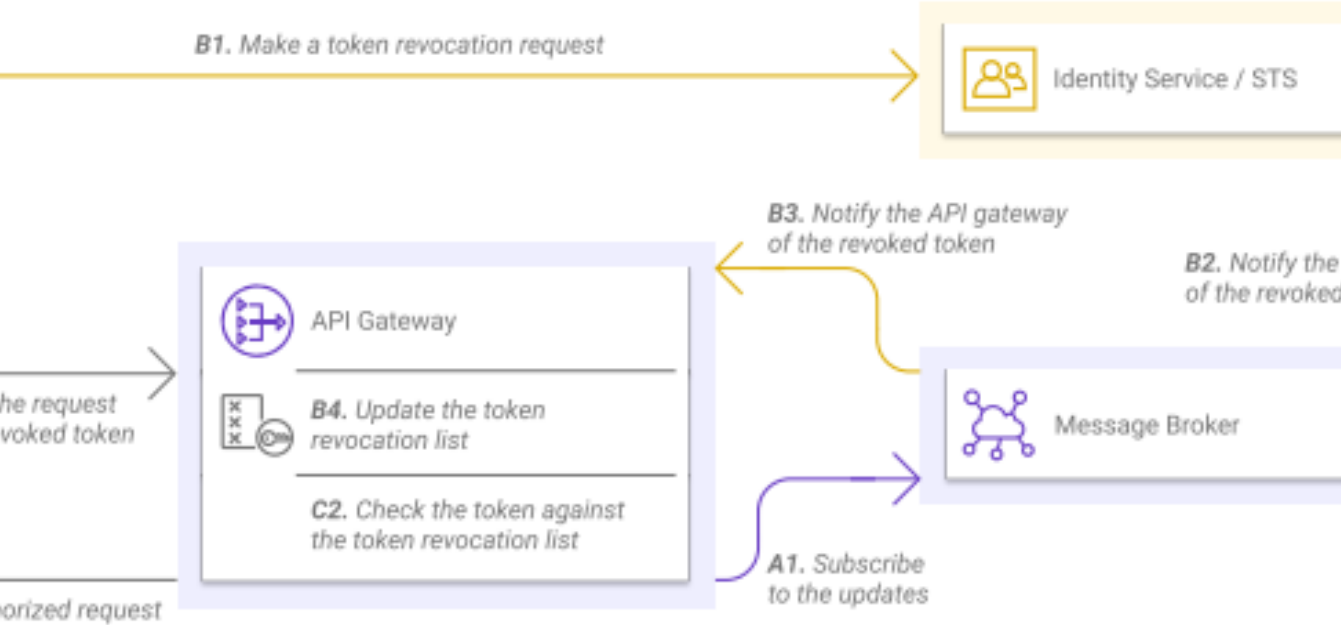 B1. Make a token revocation request
Identity Service / STS
B3. Notify the API gateway
of the revoked token
B2. Notify the
of the revoked
API Gateway
he request
voked token
B4. Update the token
revocation list
Message Broker
C2. Check the token against
the token revocation list
A1. Subscribe
to the updates
orized request